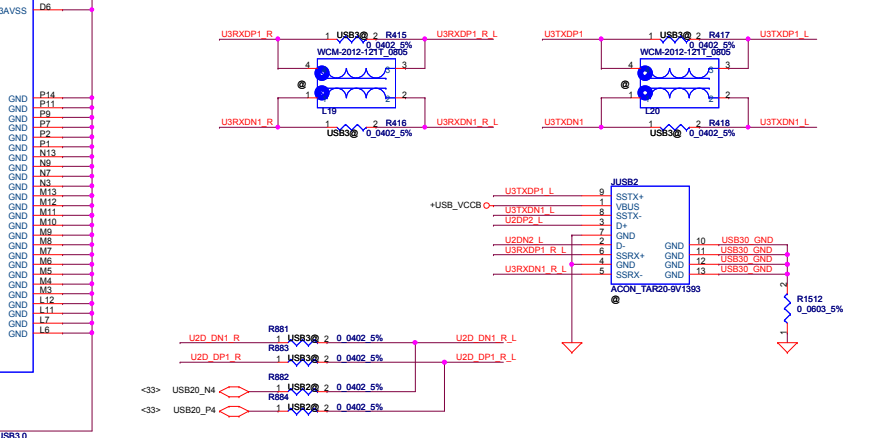 3AVSS D6
GND P14
GND P11
GND P9
GND P7
GND P2
GND P1
GND N13
GND N9
GND N7
GND N3
GND M13
GND M12
GND M11
GND M10
GND M9
GND M8
GND M7
GND M6
GND M5
GND M4
GND M3
GND L12
GND L11
GND L7
GND L6
USB3.0
U3RXDP1_R 1 USB3@ 2 R415 U3RXDP1_R_L
0_0402_5%
WCM-2012-121T_0805
4 3
@
1 2
L19
U3RXDN1_R 1 2 R416 U3RXDN1_R_L
USB3@ 0_0402_5%
U3TXDP1 1 USB3@ 2 R417 U3TXDP1_L
0_0402_5%
WCM-2012-121T_0805
4 3
@
1 2
L20
U3TXDN1 1 2 R418 U3TXDN1_L
USB3@ 0_0402_5%
JUSB2
U3TXDP1_L 9 SSTX+
+USB_VCCB 1 VBUS
U3TXDN1_L 8 SSTX-
U2DP2_L 3 D+
7 GND
U2DN2_L 2 D- GND 10 USB30_GND
U3RXDP1_R_L 6 SSRX+ GND 11 USB30_GND
4 GND GND 12 USB30_GND
U3RXDN1_R_L 5 SSRX- GND 13 USB30_GND
ACON_TAR20-9V1393
@
2
R1512
0_0603_5%
1
R881
U2D_DN1_R 1 USB3@ 2 0_0402_5% U2D_DN1_R_L
R883
U2D_DP1_R 1 USB3@ 2 0_0402_5% U2D_DP1_R_L
R882
<33> USB20_N4 1 USB2@ 2 0_0402_5%
R884
<33> USB20_P4 1 USB2@ 2 0_0402_5%